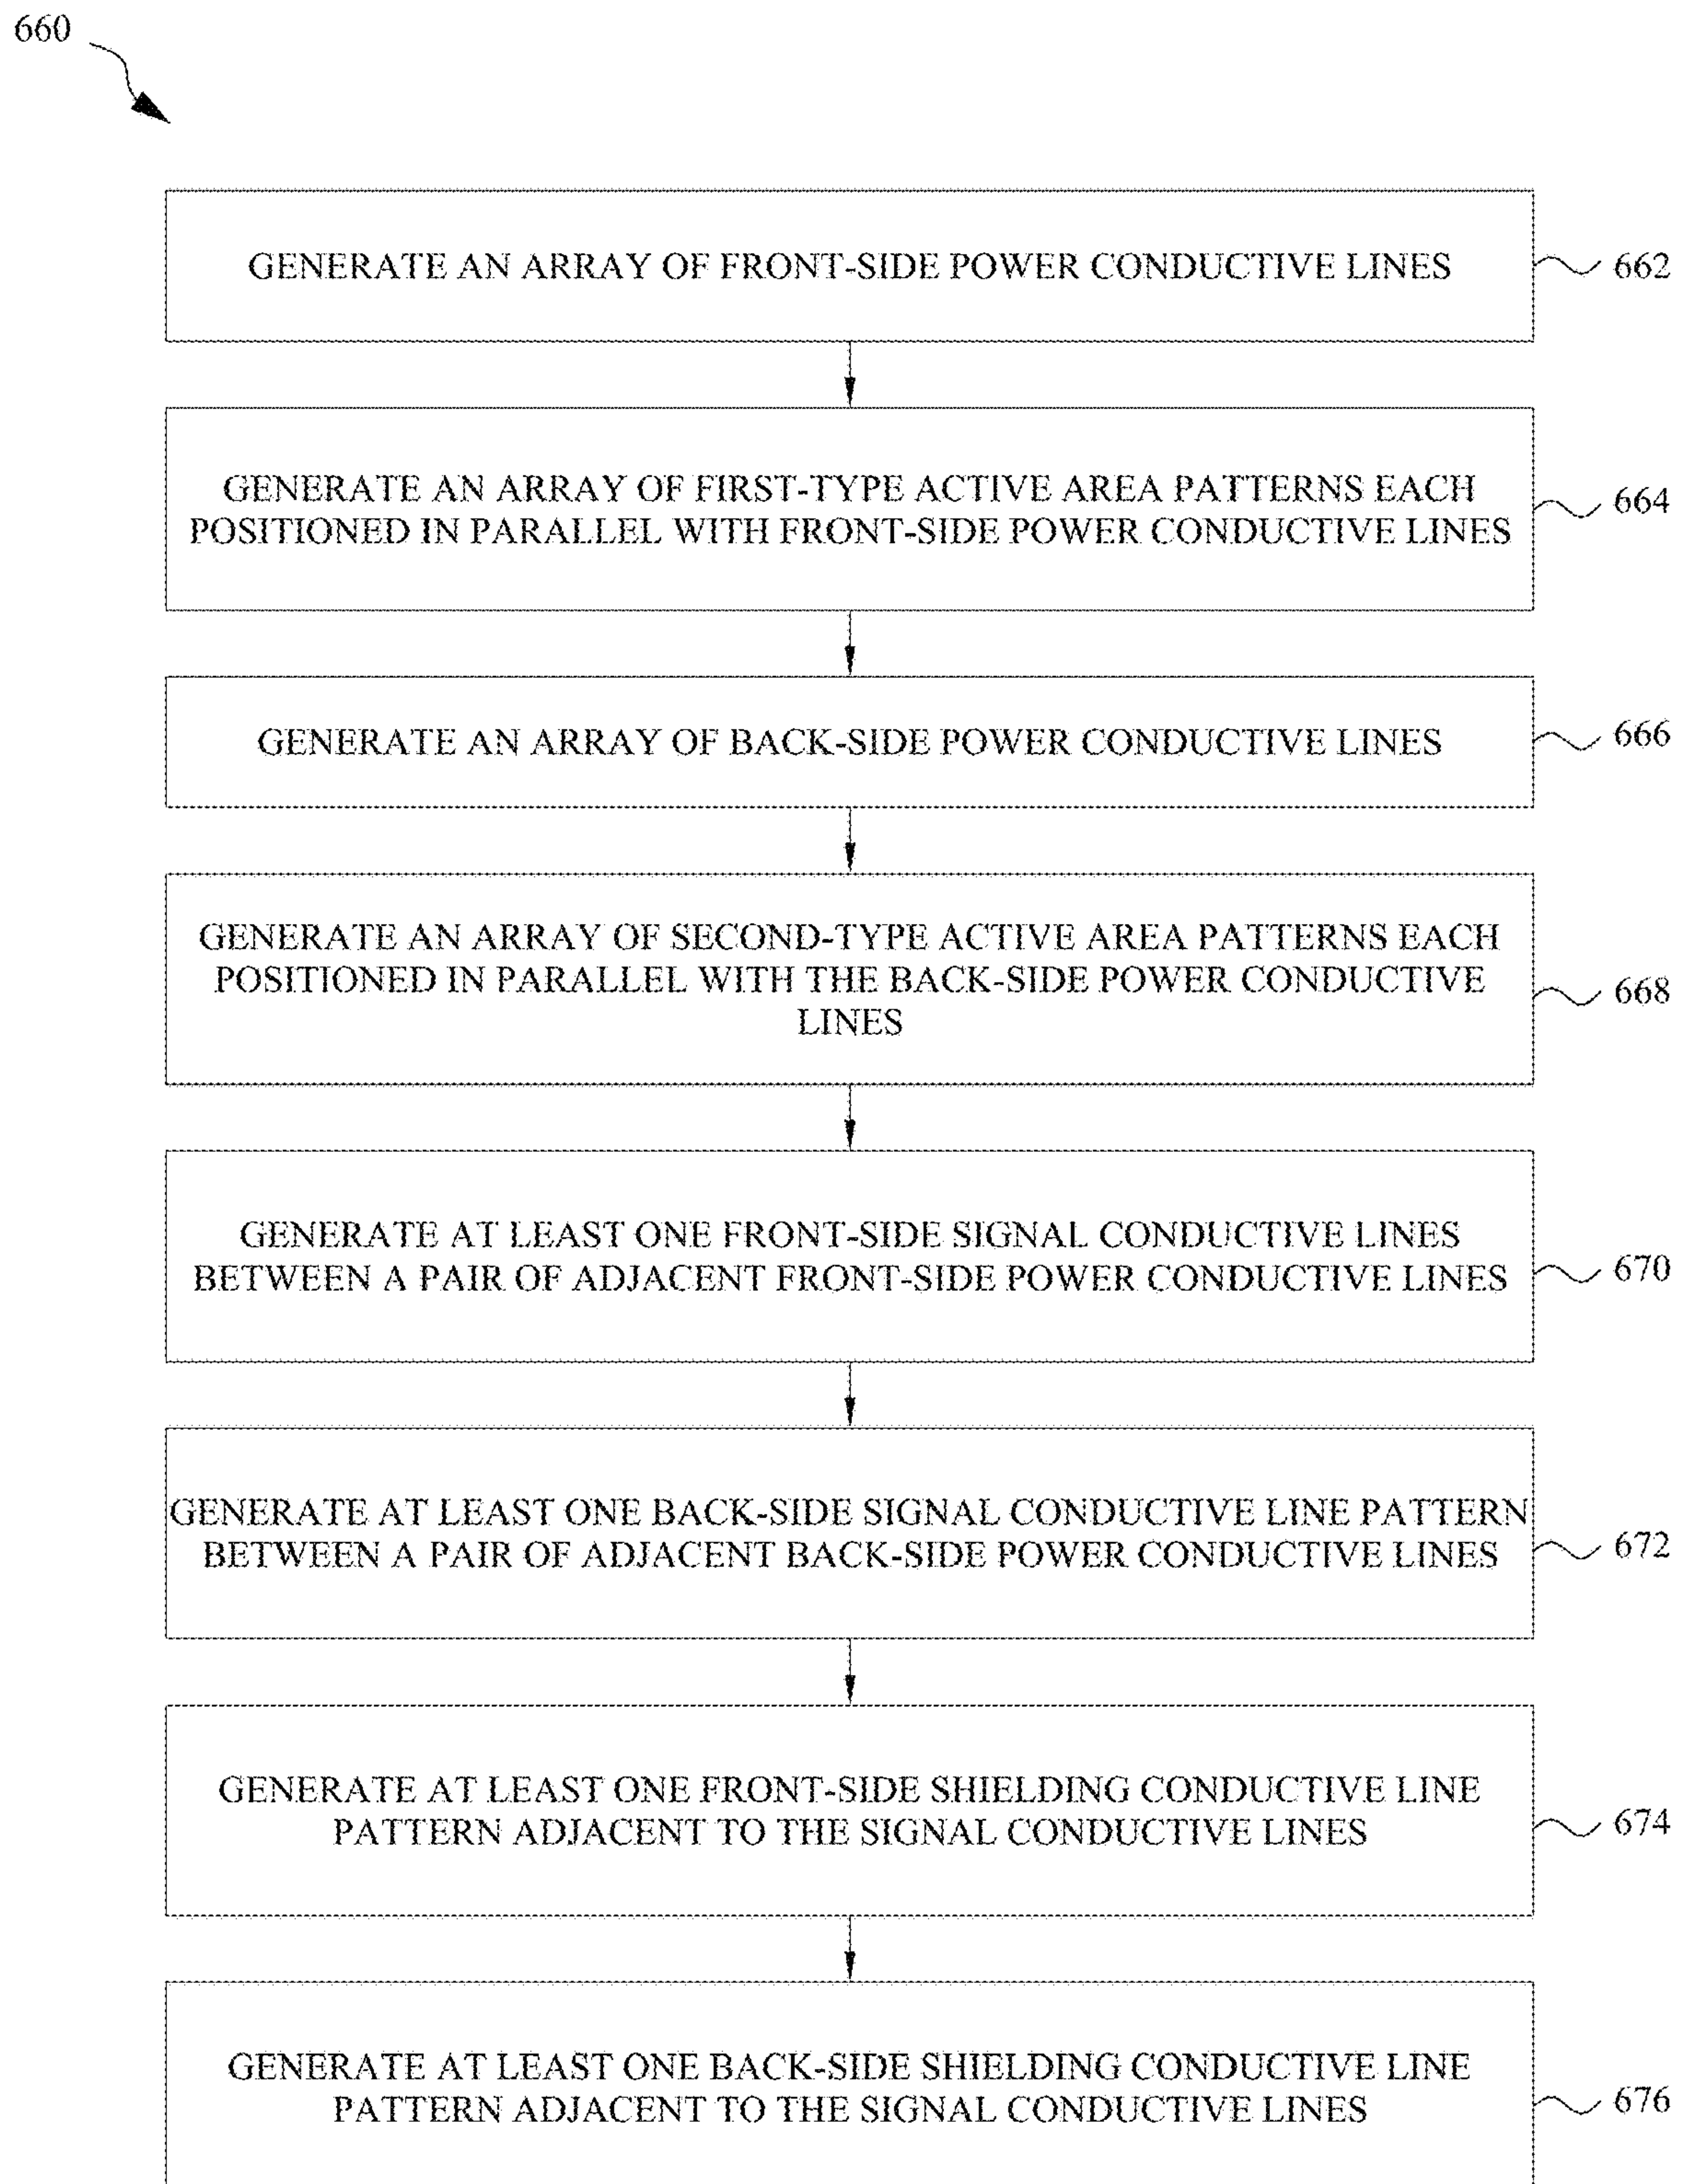 660
GENERATE AN ARRAY OF FRONT-SIDE POWER CONDUCTIVE LINES
662
GENERATE AN ARRAY OF FIRST-TYPE ACTIVE AREA PATTERNS EACH
POSITIONED IN PARALLEL WITH FRONT-SIDE POWER CONDUCTIVE LINES
664
GENERATE AN ARRAY OF BACK-SIDE POWER CONDUCTIVE LINES
666
GENERATE AN ARRAY OF SECOND-TYPE ACTIVE AREA PATTERNS EACH
POSITIONED IN PARALLEL WITH THE BACK-SIDE POWER CONDUCTIVE
LINES
668
GENERATE AT LEAST ONE FRONT-SIDE SIGNAL CONDUCTIVE LINES
BETWEEN A PAIR OF ADJACENT FRONT-SIDE POWER CONDUCTIVE LINES
670
GENERATE AT LEAST ONE BACK-SIDE SIGNAL CONDUCTIVE LINE PATTERN
BETWEEN A PAIR OF ADJACENT BACK-SIDE POWER CONDUCTIVE LINES
672
GENERATE AT LEAST ONE FRONT-SIDE SHIELDING CONDUCTIVE LINE
PATTERN ADJACENT TO THE SIGNAL CONDUCTIVE LINES
674
GENERATE AT LEAST ONE BACK-SIDE SHIELDING CONDUCTIVE LINE
PATTERN ADJACENT TO THE SIGNAL CONDUCTIVE LINES
676